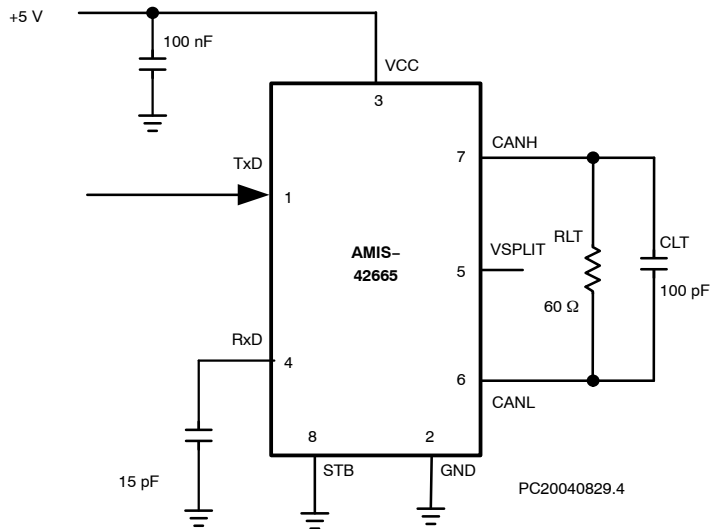 +5 V
100 nF
VCC
3
TxD
7
CANH
1
RLT
CLT
AMIS−
42665
VSPLIT
5
100 pF
60 Ω
RxD
4
6
CANL
8
2
15 pF
STB
GND
PC20040829.4